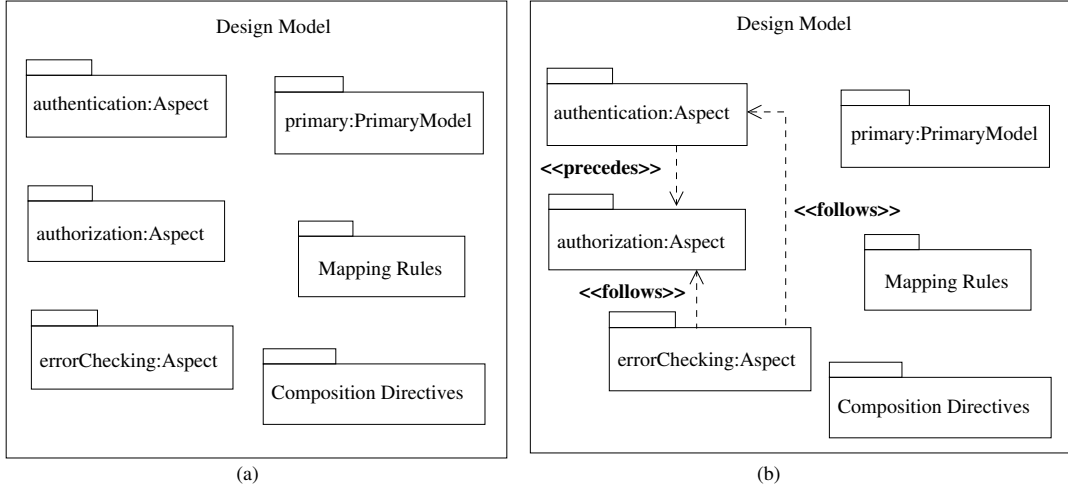 Design Model
authentication:Aspect
primary:PrimaryModel
authorization:Aspect
Mapping Rules
errorChecking:Aspect
Composition Directives
(a)
Design Model
authentication:Aspect
primary:PrimaryModel
<<precedes>>
<<follows>>
authorization:Aspect
Mapping Rules
<<follows>>
errorChecking:Aspect
Composition Directives
(b)